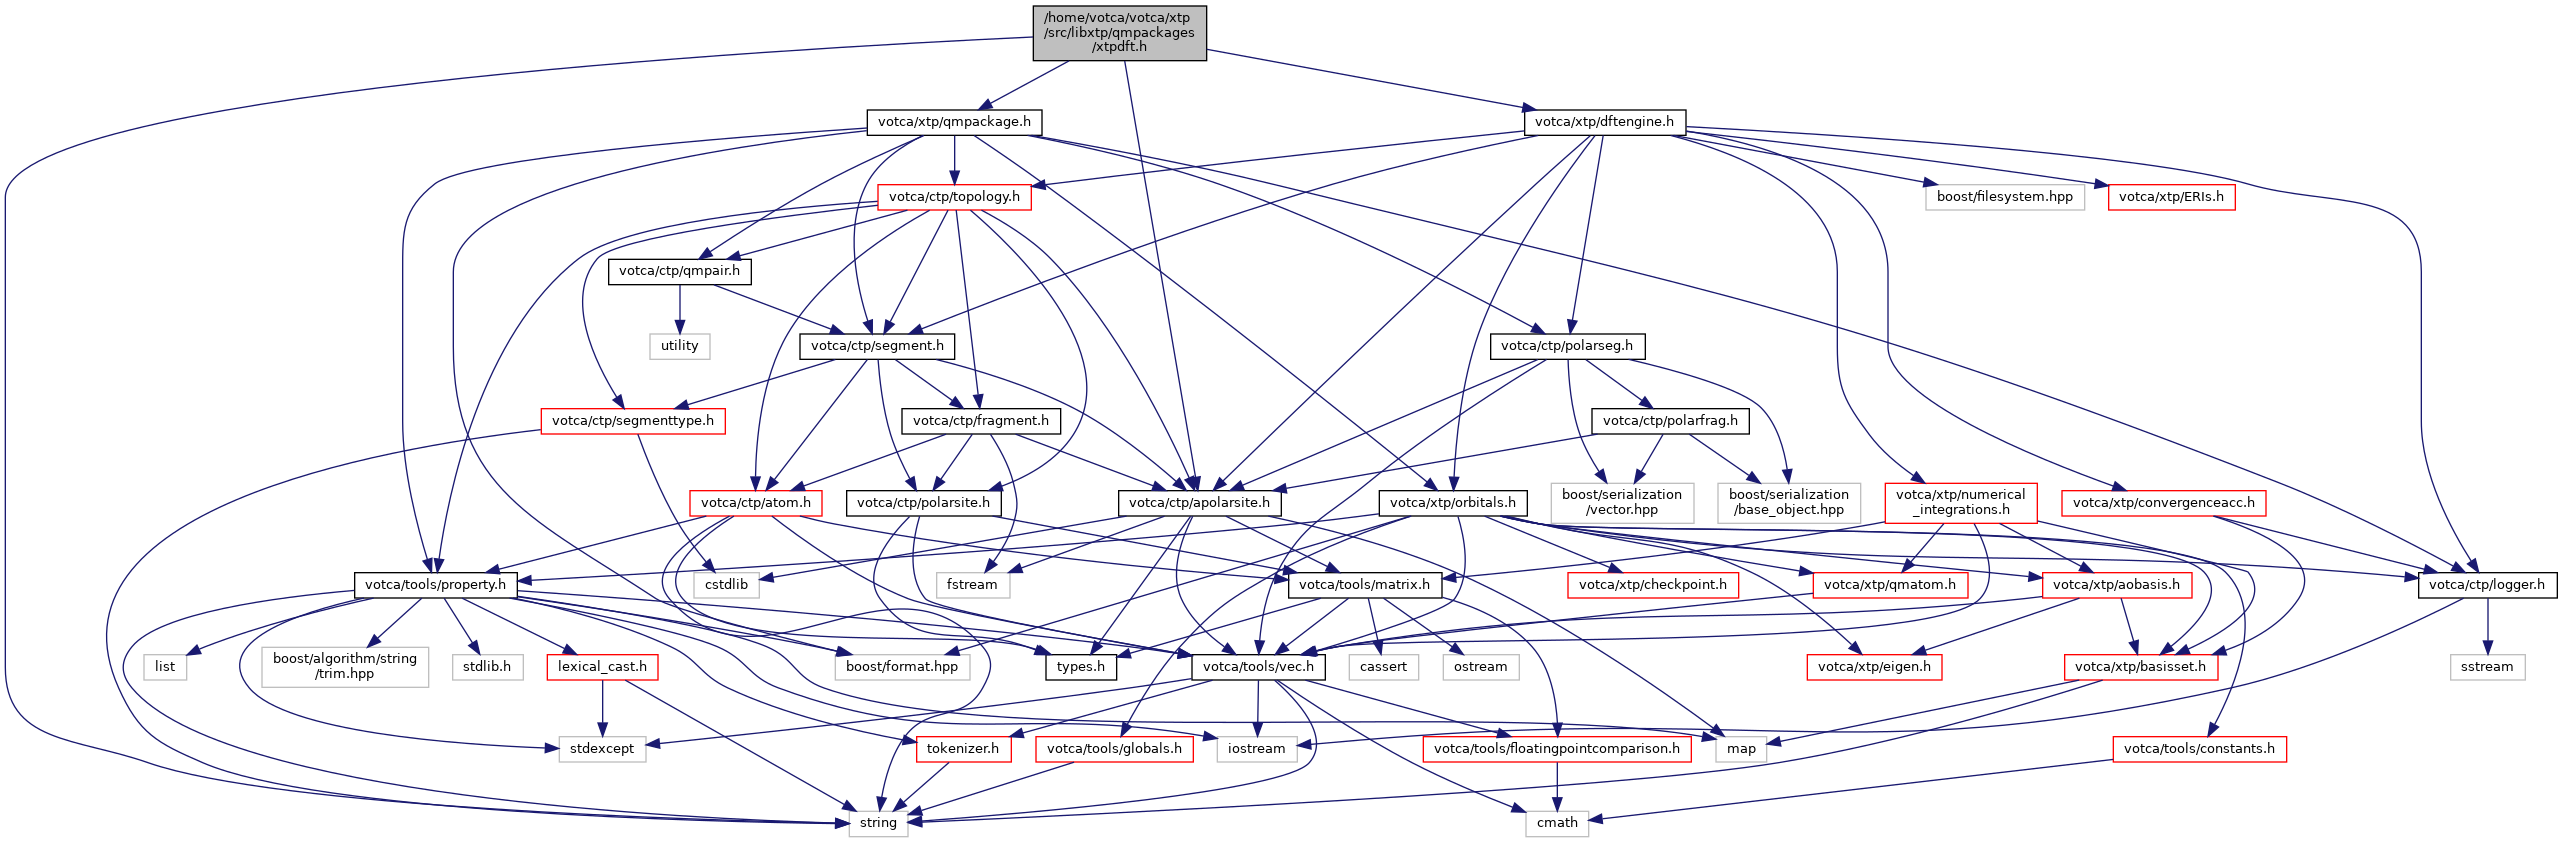 /home/votca/votca/xtp
/src/libxtp/qmpackages
/xtpdft.h
votca/xtp/qmpackage.h
votca/xtp/dftengine.h
votca/ctp/topology.h
boost/filesystem.hpp
votca/xtp/ERIs.h
votca/ctp/qmpair.h
utility
votca/ctp/segment.h
votca/ctp/polarseg.h
votca/ctp/segmenttype.h
votca/ctp/fragment.h
votca/ctp/polarfrag.h
votca/ctp/atom.h
votca/ctp/polarsite.h
votca/ctp/apolarsite.h
votca/xtp/orbitals.h
boost/serialization
/vector.hpp
boost/serialization
/base_object.hpp
votca/xtp/numerical
_integrations.h
votca/xtp/convergenceacc.h
votca/tools/property.h
cstdlib
fstream
votca/tools/matrix.h
votca/xtp/checkpoint.h
votca/xtp/qmatom.h
votca/xtp/aobasis.h
votca/ctp/logger.h
list
boost/algorithm/string
/trim.hpp
stdlib.h
lexical_cast.h
boost/format.hpp
types.h
votca/tools/vec.h
cassert
ostream
votca/xtp/eigen.h
votca/xtp/basisset.h
sstream
stdexcept
tokenizer.h
votca/tools/globals.h
iostream
votca/tools/floatingpointcomparison.h
map
votca/tools/constants.h
string
cmath